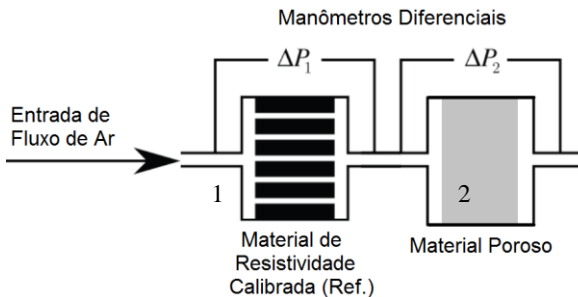 Manômetros Diferenciais
ΔP₁
ΔP₂
Entrada de
Fluxo de Ar
1
2
Material de
Resistividade
Calibrada (Ref.)
Material Poroso